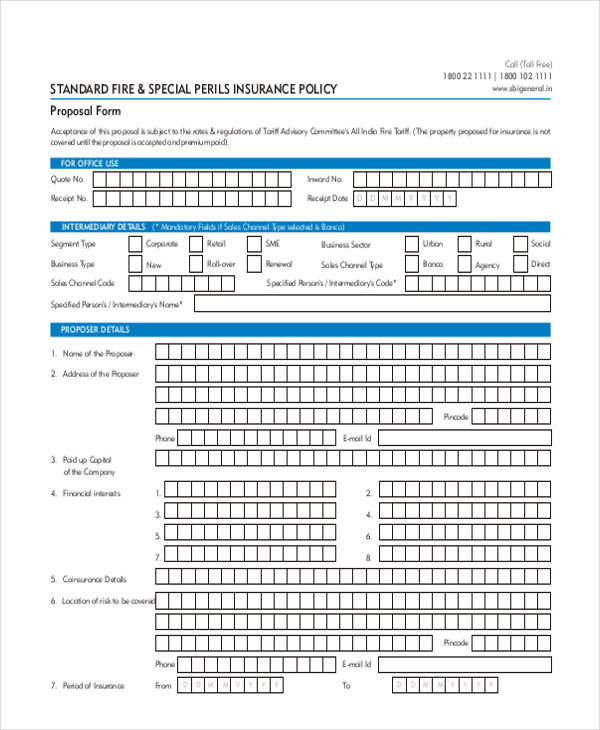 Call (Toll Free)
1800 22 1111 | 1800 102 1111
STANDARD FIRE & SPECIAL PERILS INSURANCE POLICY www.sbigeneral.in
Proposal Form
Acceptance of this proposal is subject to the rates & regulations of Tariff Advisory Committee's All India Fire Tariff. (The property proposed for insurance is not
covered until the proposal is accepted and premium paid).
FOR OFFICE USE
Quote No. Inward No.
Receipt No. Receipt Date D D M M Y Y Y Y
INTERMEDIARY DETAILS (* Mandatory Fields if Sales Channel Type selected is Banca)
Segment Type Corporate Retail SME Business Sector Urban Rural Social
Business Type New Roll-over Renewal Sales Channel Type Banca Agency Direct
Sales Channel Code Specified Person's / Intermediary's Code*
Specified Person's / Intermediary's Name*
PROPOSER DETAILS
1. Name of the Proposer
2. Address of the Proposer
Pincode
Phone E-mail Id
3. Paid up Capital
of the Company
4. Financial interests 1. 2.
3. 4.
5. 6.
7. 8.
5. Coinsurance Details
6. Location of risk to be covered
Pincode
Phone E-mail Id
7. Period of Insurance From D D M M Y Y Y Y To D D M M Y Y Y Y